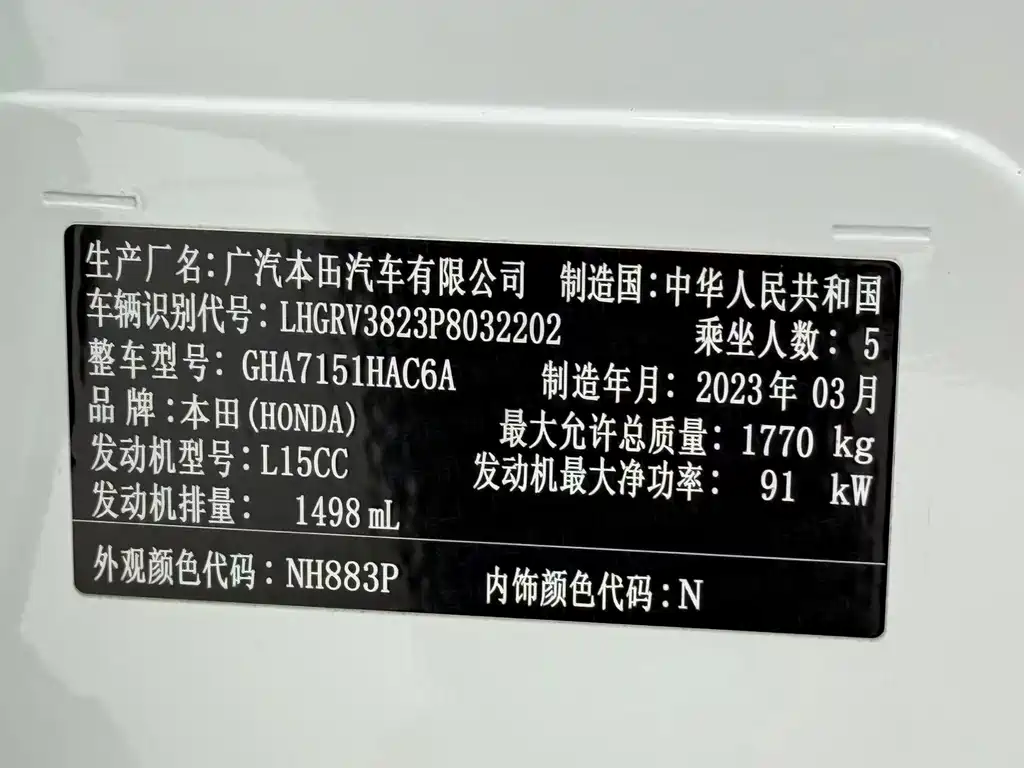 生产厂名：广汽本田汽车有限公司 制造国：中华人民共和国
车辆识别代号：LHGRV3823P8032202 乘坐人数：5
整车型号：GHA7151HAC6A 制造年月：2023年03月
品牌：本田(HONDA) 最大允许总质量：1770 kg
发动机型号：L15CC 发动机最大净功率：91 kW
发动机排量：1498 mL
外观颜色代码：NH883P 内饰颜色代码：N